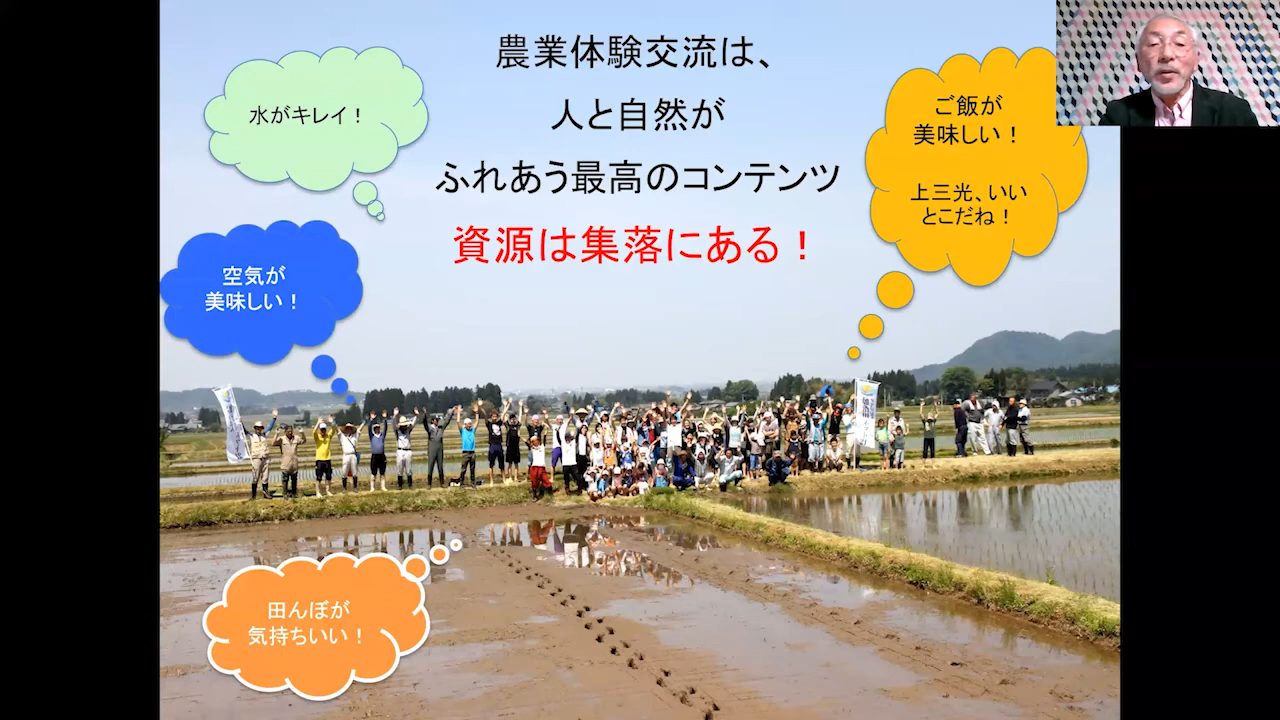 農業体験交流は、
人と自然が
ふれあう最高のコンテンツ
資源は集落にある！
水がキレイ！
ご飯が
美味しい！
上三光、いい
とこだね！
空気が
美味しい！
田んぼが
気持ちいい！